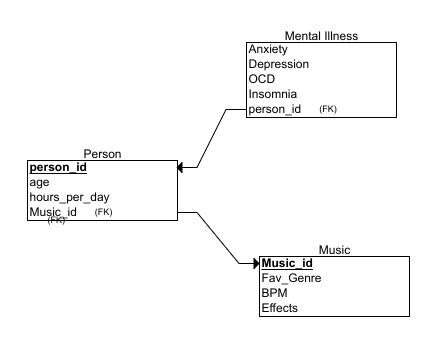 Mental Illness
Anxiety
Depression
OCD
Insomnia
person_id (FK)
Person
person_id
age
hours_per_day
Music_id (FK)
(FK)
Music
Music_id
Fav_Genre
BPM
Effects